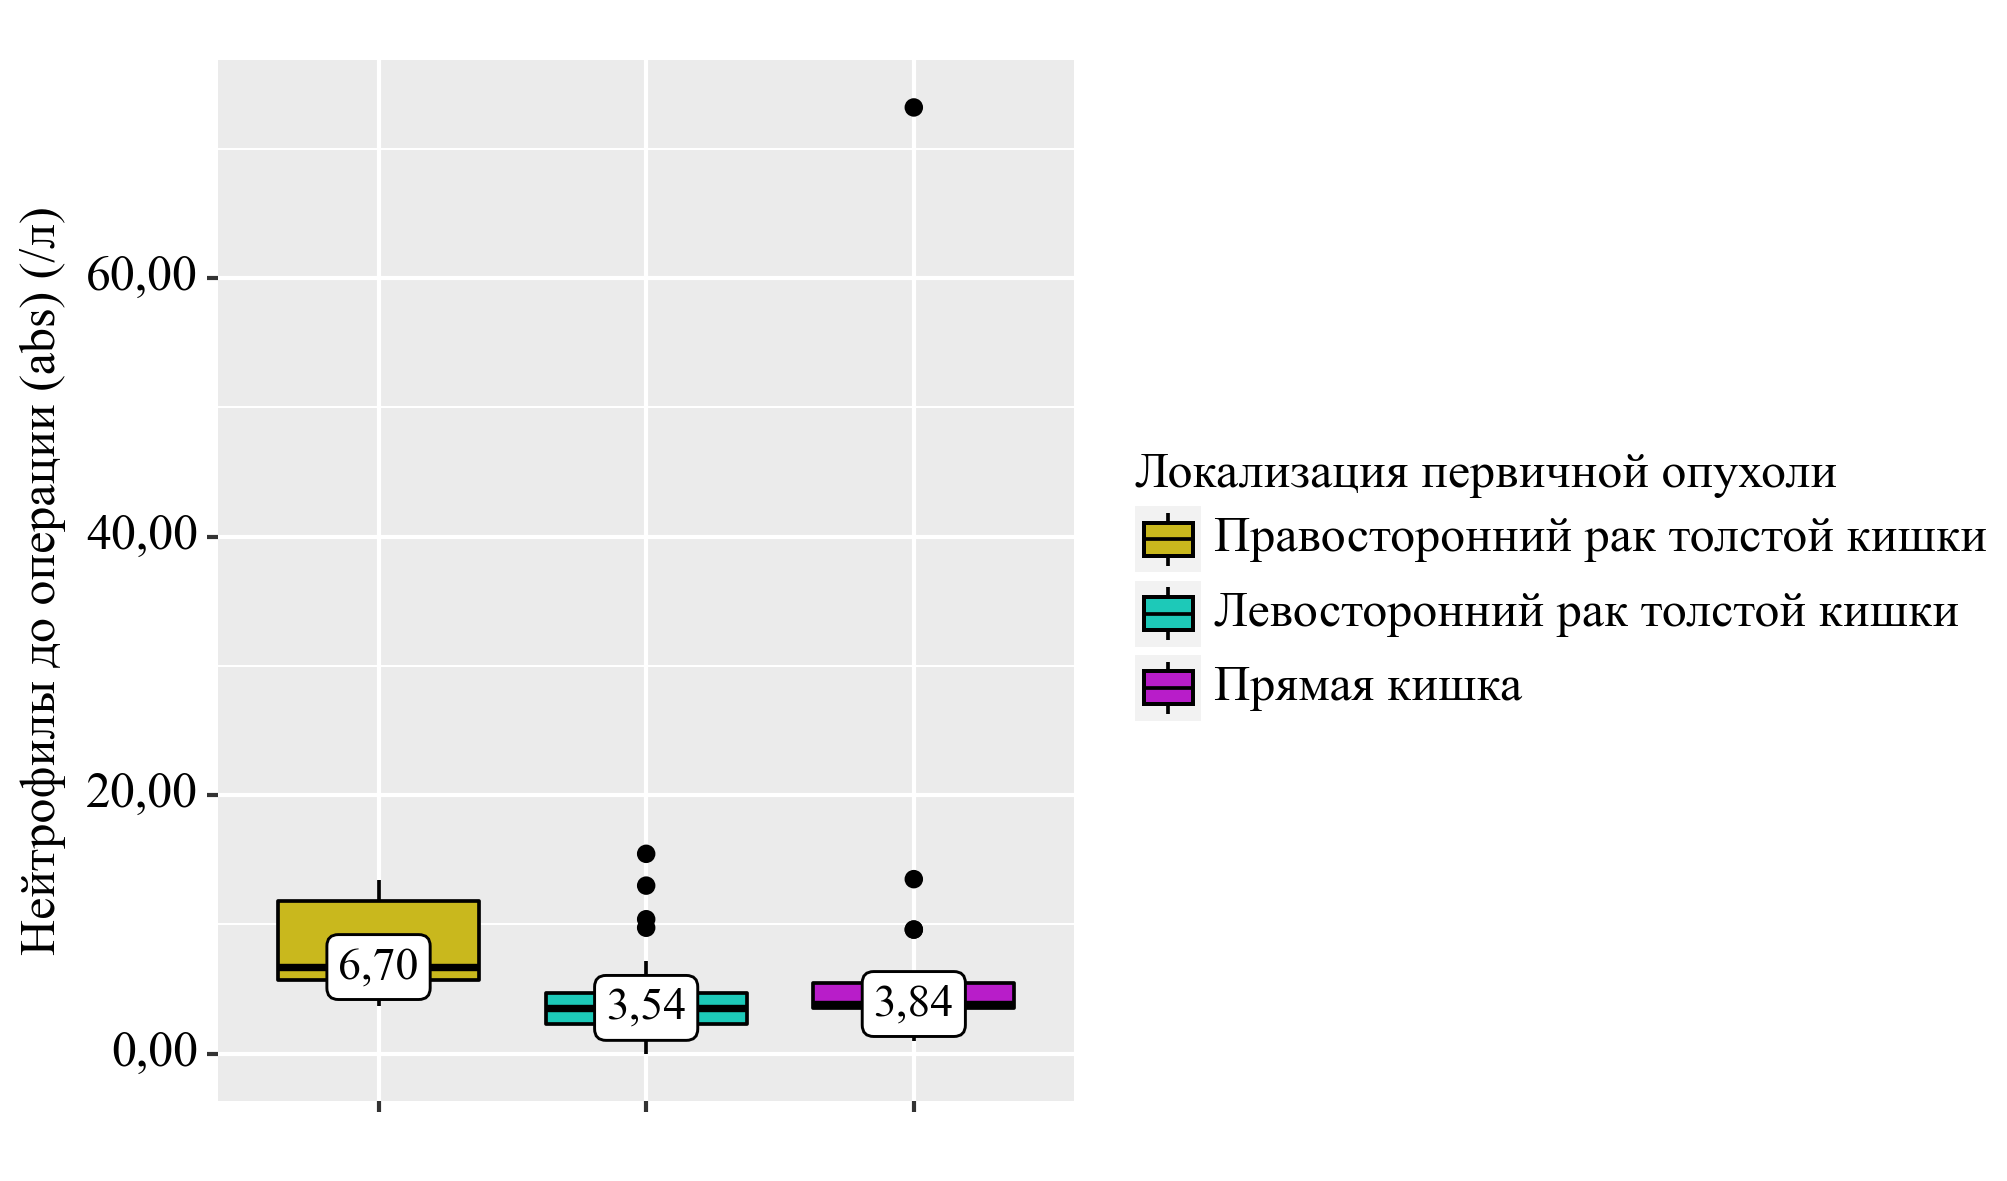 Нейтрофилы до операции (abs) (/л)
60,00
40,00
20,00
0,00
6,70
3,54
3,84
Локализация первичной опухоли
Правосторонний рак толстой кишки
Левосторонний рак толстой кишки
Прямая кишка